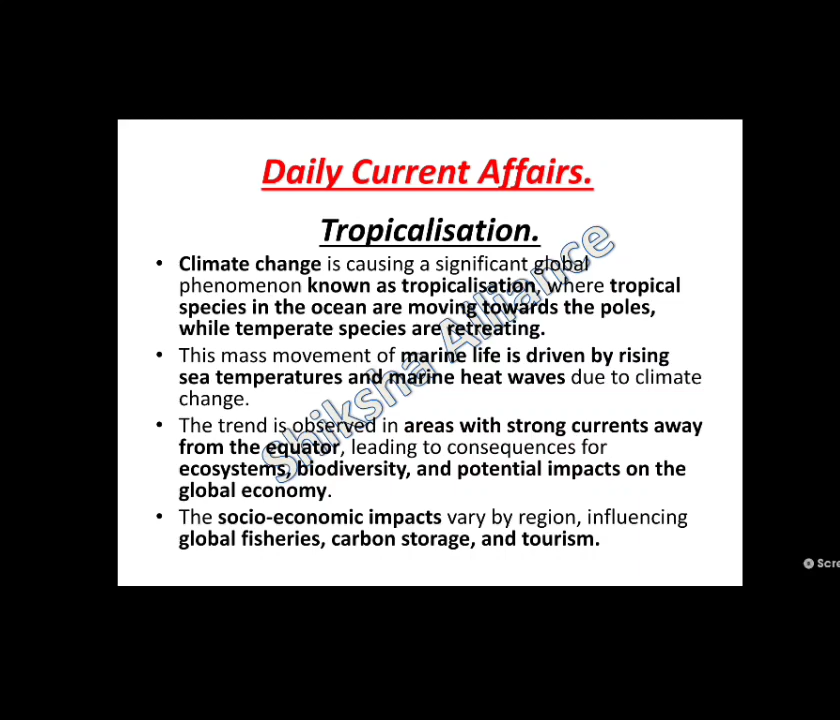 Daily Current Affairs.
Tropicalisation.
• Climate change is causing a significant global
phenomenon known as tropicalisation, where tropical
species in the ocean are moving towards the poles,
while temperate species are retreating.
• This mass movement of marine life is driven by rising
sea temperatures and marine heat waves due to climate
change.
• The trend is observed in areas with strong currents away
from the equator, leading to consequences for
ecosystems, biodiversity, and potential impacts on the
global economy.
• The socio-economic impacts vary by region, influencing
global fisheries, carbon storage, and tourism.
Shiksha Alliance